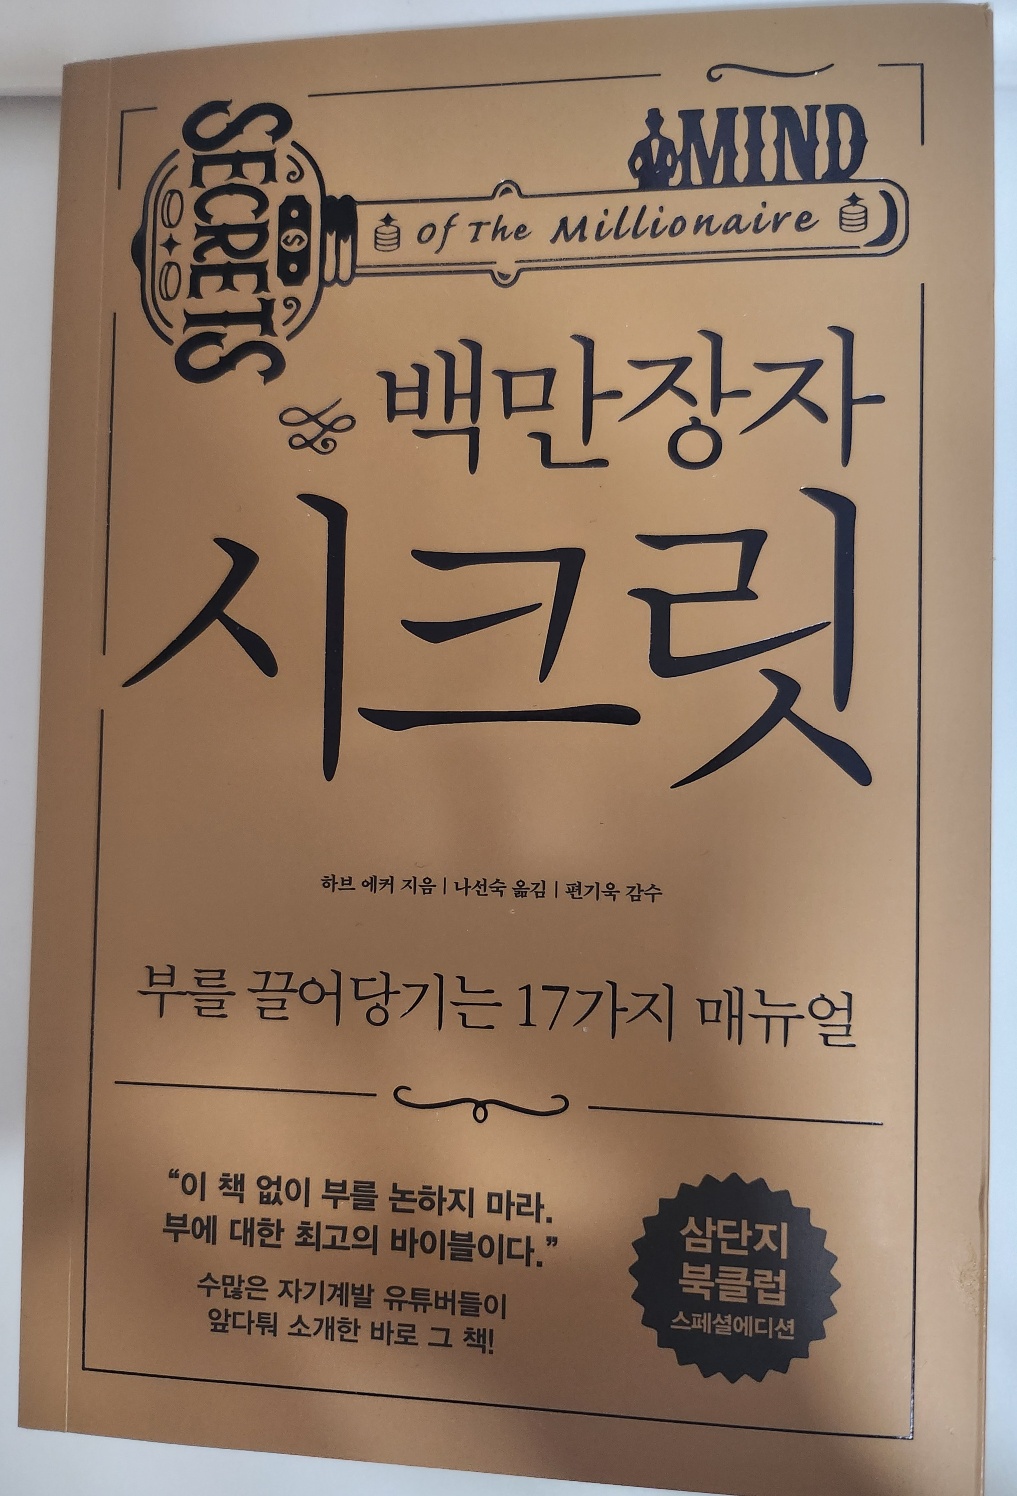 SECRETS
Of The Millionaire
MIND
백만장자
시크릿
하브 에커 지음 | 나선숙 옮김 | 편기욱 감수
부를 끌어당기는 17가지 매뉴얼
“이 책 없이 부를 논하지 마라.
부에 대한 최고의 바이블이다.”
수많은 자기계발 유튜버들이
앞다퉈 소개한 바로 그 책!
삼단지
북클럽
스페셜에디션